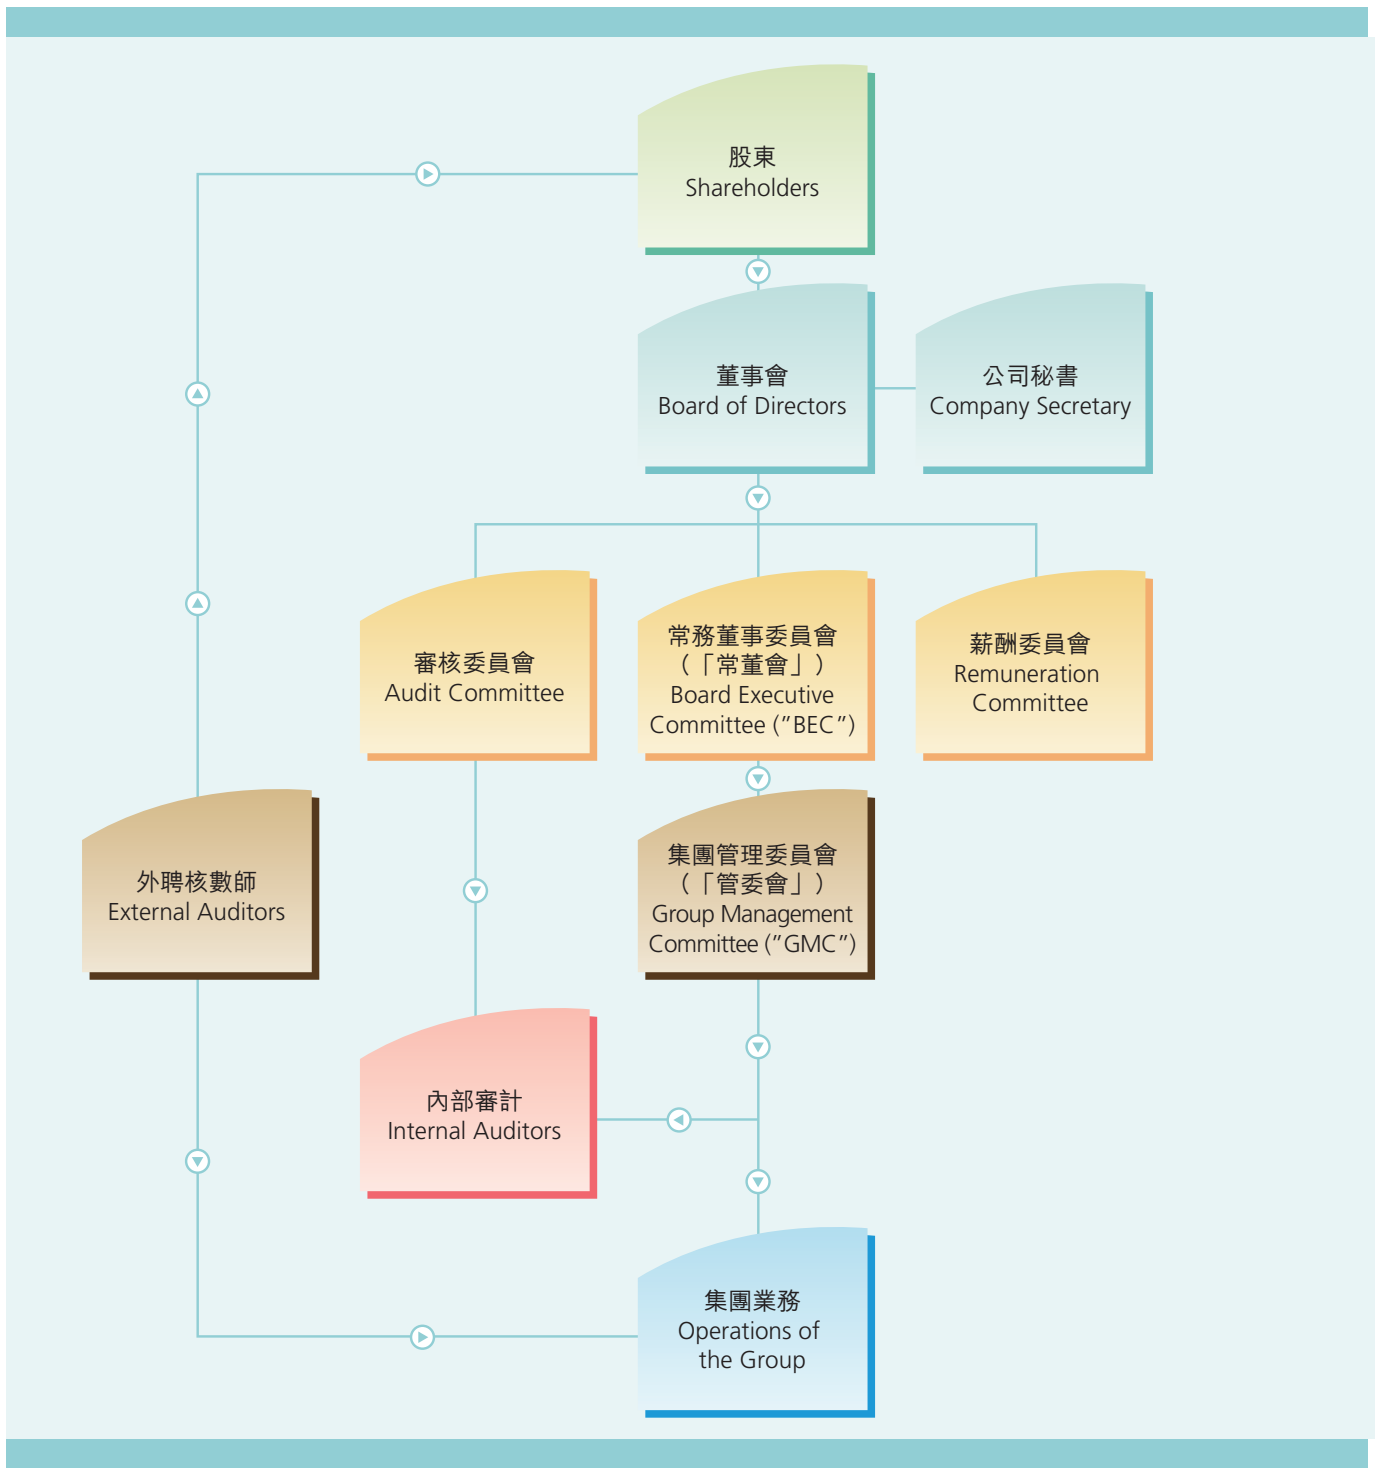 股東
Shareholders
董事會
Board of Directors
公司秘書
Company Secretary
審核委員會
Audit Committee
常務董事委員會
（「常董會」）
Board Executive
Committee (”BEC”)
薪酬委員會
Remuneration
Committee
外聘核數師
External Auditors
集團管理委員會
（「管委會」）
Group Management
Committee (”GMC”)
內部審計
Internal Auditors
集團業務
Operations of
the Group